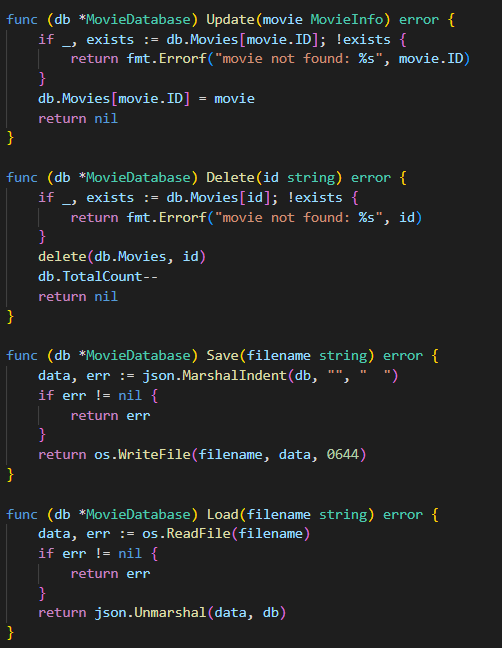 func (db *MovieDatabase) Update(movie MovieInfo) error {
    if _, exists := db.Movies[movie.ID]; !exists {
        return fmt.Errorf("movie not found: %s", movie.ID)
    }
    db.Movies[movie.ID] = movie
    return nil
}

func (db *MovieDatabase) Delete(id string) error {
    if _, exists := db.Movies[id]; !exists {
        return fmt.Errorf("movie not found: %s", id)
    }
    delete(db.Movies, id)
    db.TotalCount--
    return nil
}

func (db *MovieDatabase) Save(filename string) error {
    data, err := json.MarshalIndent(db, "", "  ")
    if err != nil {
        return err
    }
    return os.WriteFile(filename, data, 0644)
}

func (db *MovieDatabase) Load(filename string) error {
    data, err := os.ReadFile(filename)
    if err != nil {
        return err
    }
    return json.Unmarshal(data, db)
}